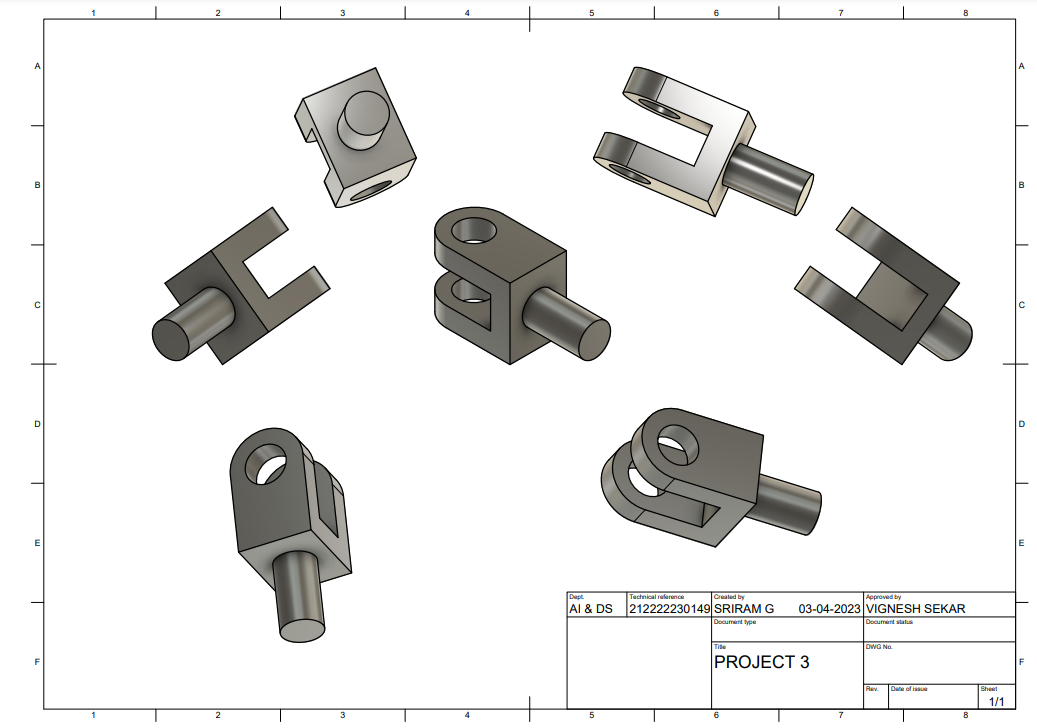 1 2 3 4 5 6 7 8
A A
B B
C C
D D
E E
Dept. Technical reference Created by Approved by
AI & DS 212222230149 SRIRAM G 03-04-2023 VIGNESH SEKAR
Document type Document status
Title DWG No.
PROJECT 3
F F
Rev. Date of issue Sheet
1/1
1 2 3 4 5 6 7 8